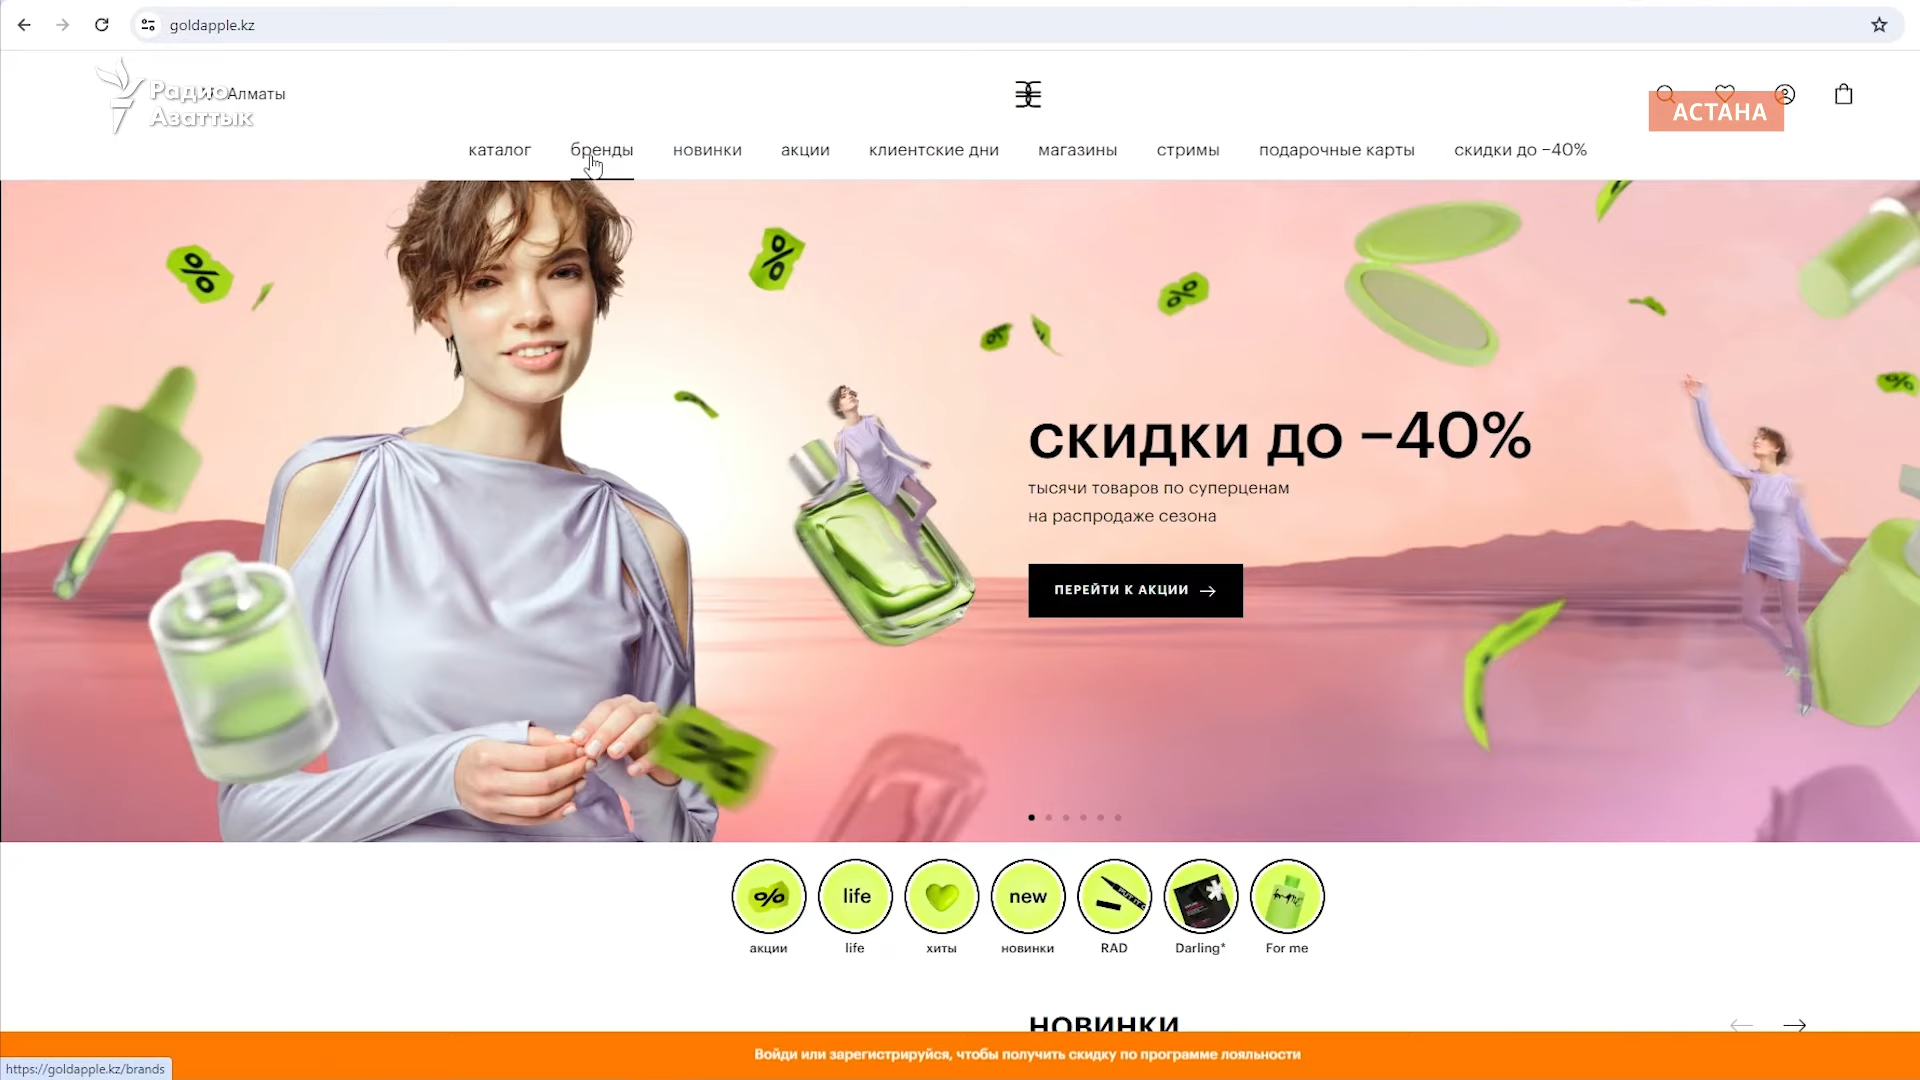 goldapple.kz
Радио
Азаттык
Алматы
АСТАНА
каталог
бренды
новинки
акции
клиентские дни
магазины
стримы
подарочные карты
скидки до −40%
%
%
%
%
%
скидки до −40%
тысячи товаров по суперценам
на распродаже сезона
ПЕРЕЙТИ К АКЦИИ →
%
%
life
new
акции
life
хиты
новинки
RAD
Darling*
For me
НОВИНКИ
Войди или зарегистрируйся, чтобы получить скидку по программе лояльности
https://goldapple.kz/brands